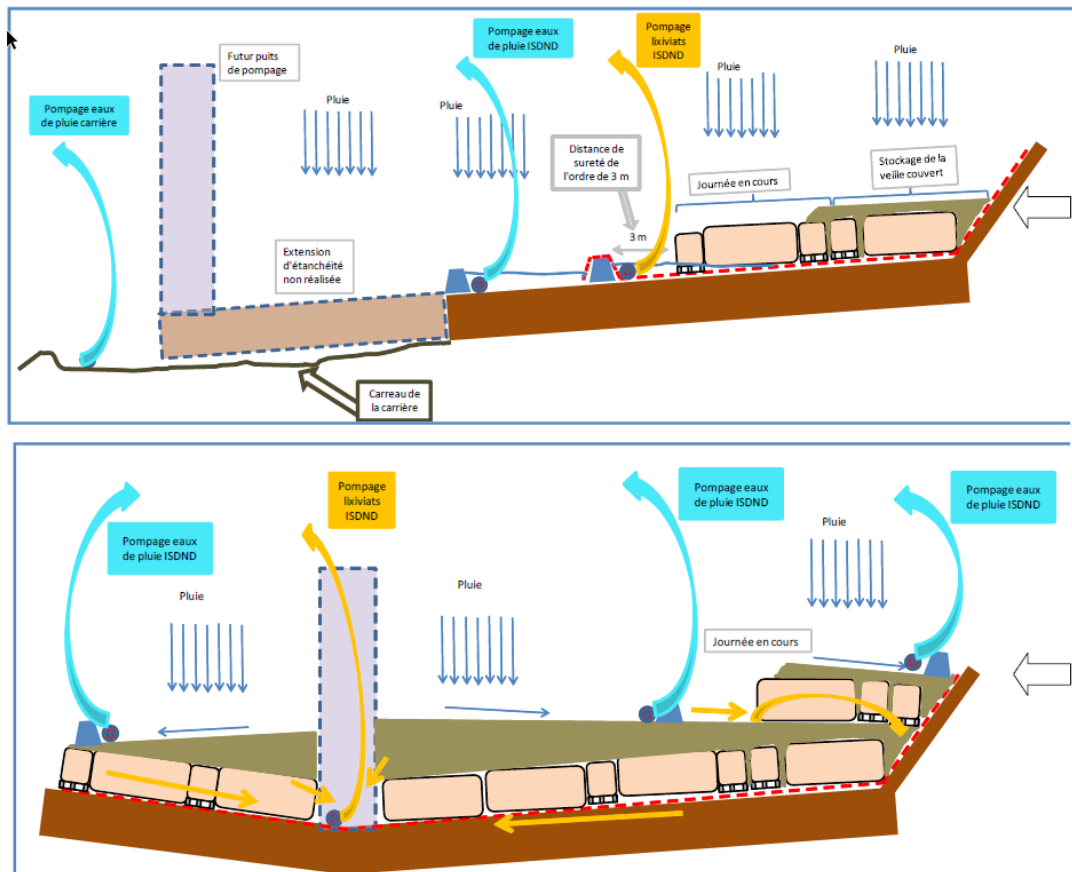 Pompage eaux
de pluie carrière
Futur puits
de pompage
Pluie
Pompage eaux
de pluie ISDND
Pluie
Pompage
lixiviats
ISDND
Pluie
Pluie
Distance de
sureté de
l'ordre de 3 m
3 m
Journée en cours
Stockage de la
veille couvert
Extension
d'étanchéité
non réalisée
Carreau de
la carrière
Pompage eaux
de pluie ISDND
Pluie
Pompage
lixiviats
ISDND
Pluie
Pompage eaux
de pluie ISDND
Pompage eaux
de pluie ISDND
Pluie
Journée en cours